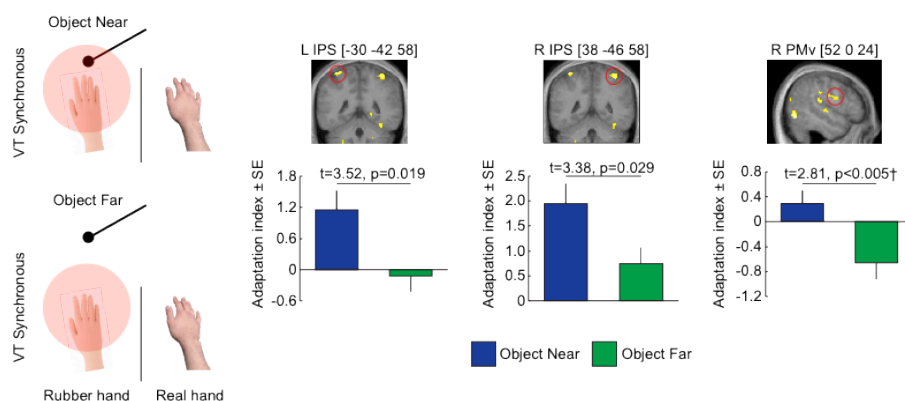 Object Near
VT Synchronous
Object Far
VT Synchronous
Rubber hand
Real hand
L IPS [-30 -42 58]
Adaptation index ± SE
1.8
1.2
0.6
0
-0.6
t=3.52, p=0.019
R IPS [38 -46 58]
Adaptation index ± SE
2.5
2.0
1.5
1.0
0.5
0
t=3.38, p=0.029
R PMv [52 0 24]
Adaptation index ± SE
0.8
0.4
0
-0.4
-0.8
-1.2
t=2.81, p<0.005†
Object Near
Object Far